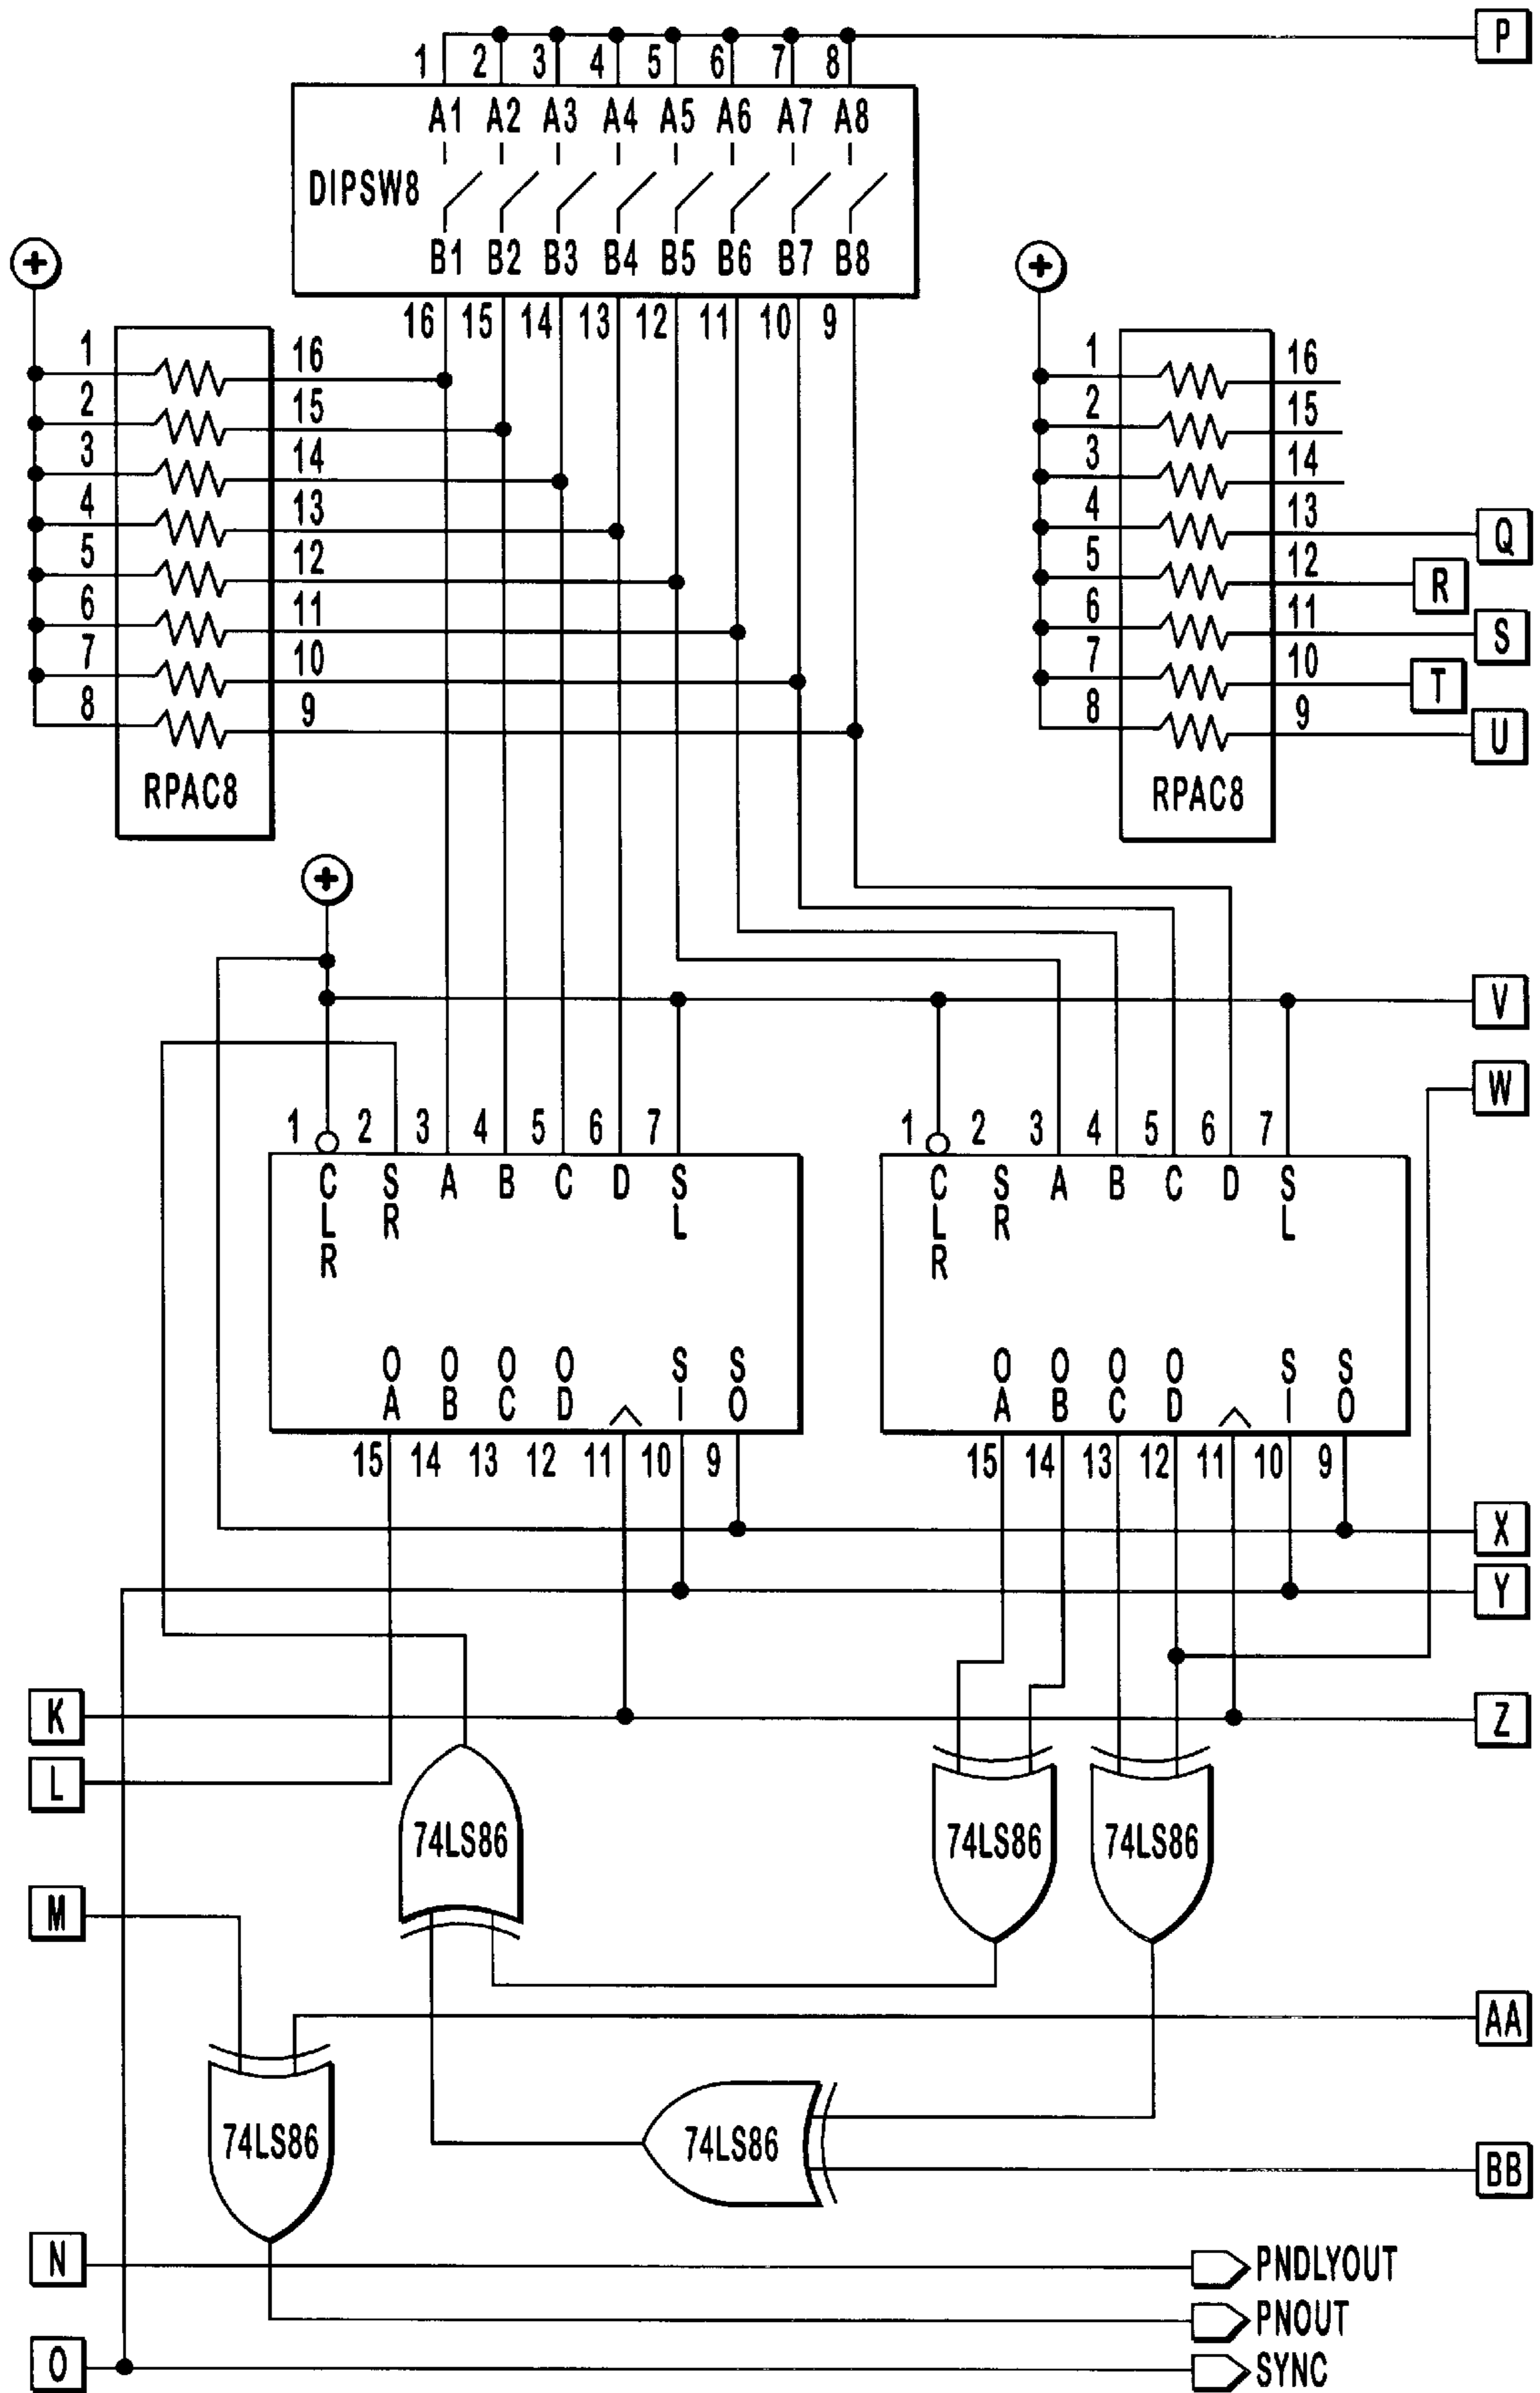 P
1 2 3 4 5 6 7 8
A1 A2 A3 A4 A5 A6 A7 A8
DIPSW8
B1 B2 B3 B4 B5 B6 B7 B8
16 15 14 13 12 11 10 9
+ +
1 16 1 16
2 15 2 15
3 14 3 14
4 13 4 13 Q
5 12 5 12 R
6 11 6 11 S
7 10 7 10 T
8 9 8 9 U
RPAC8 RPAC8
+
V
W
1 2 3 4 5 6 7 1 2 3 4 5 6 7
CLR SR A B C D SL CLR SR A B C D SL
OA OB OC OD SI SO OA OB OC OD SI SO
15 14 13 12 11 10 9 15 14 13 12 11 10 9
X
Y
K Z
L
74LS86 74LS86 74LS86
M
AA
74LS86 74LS86
BB
N PNDLYOUT
PNOUT
O SYNC